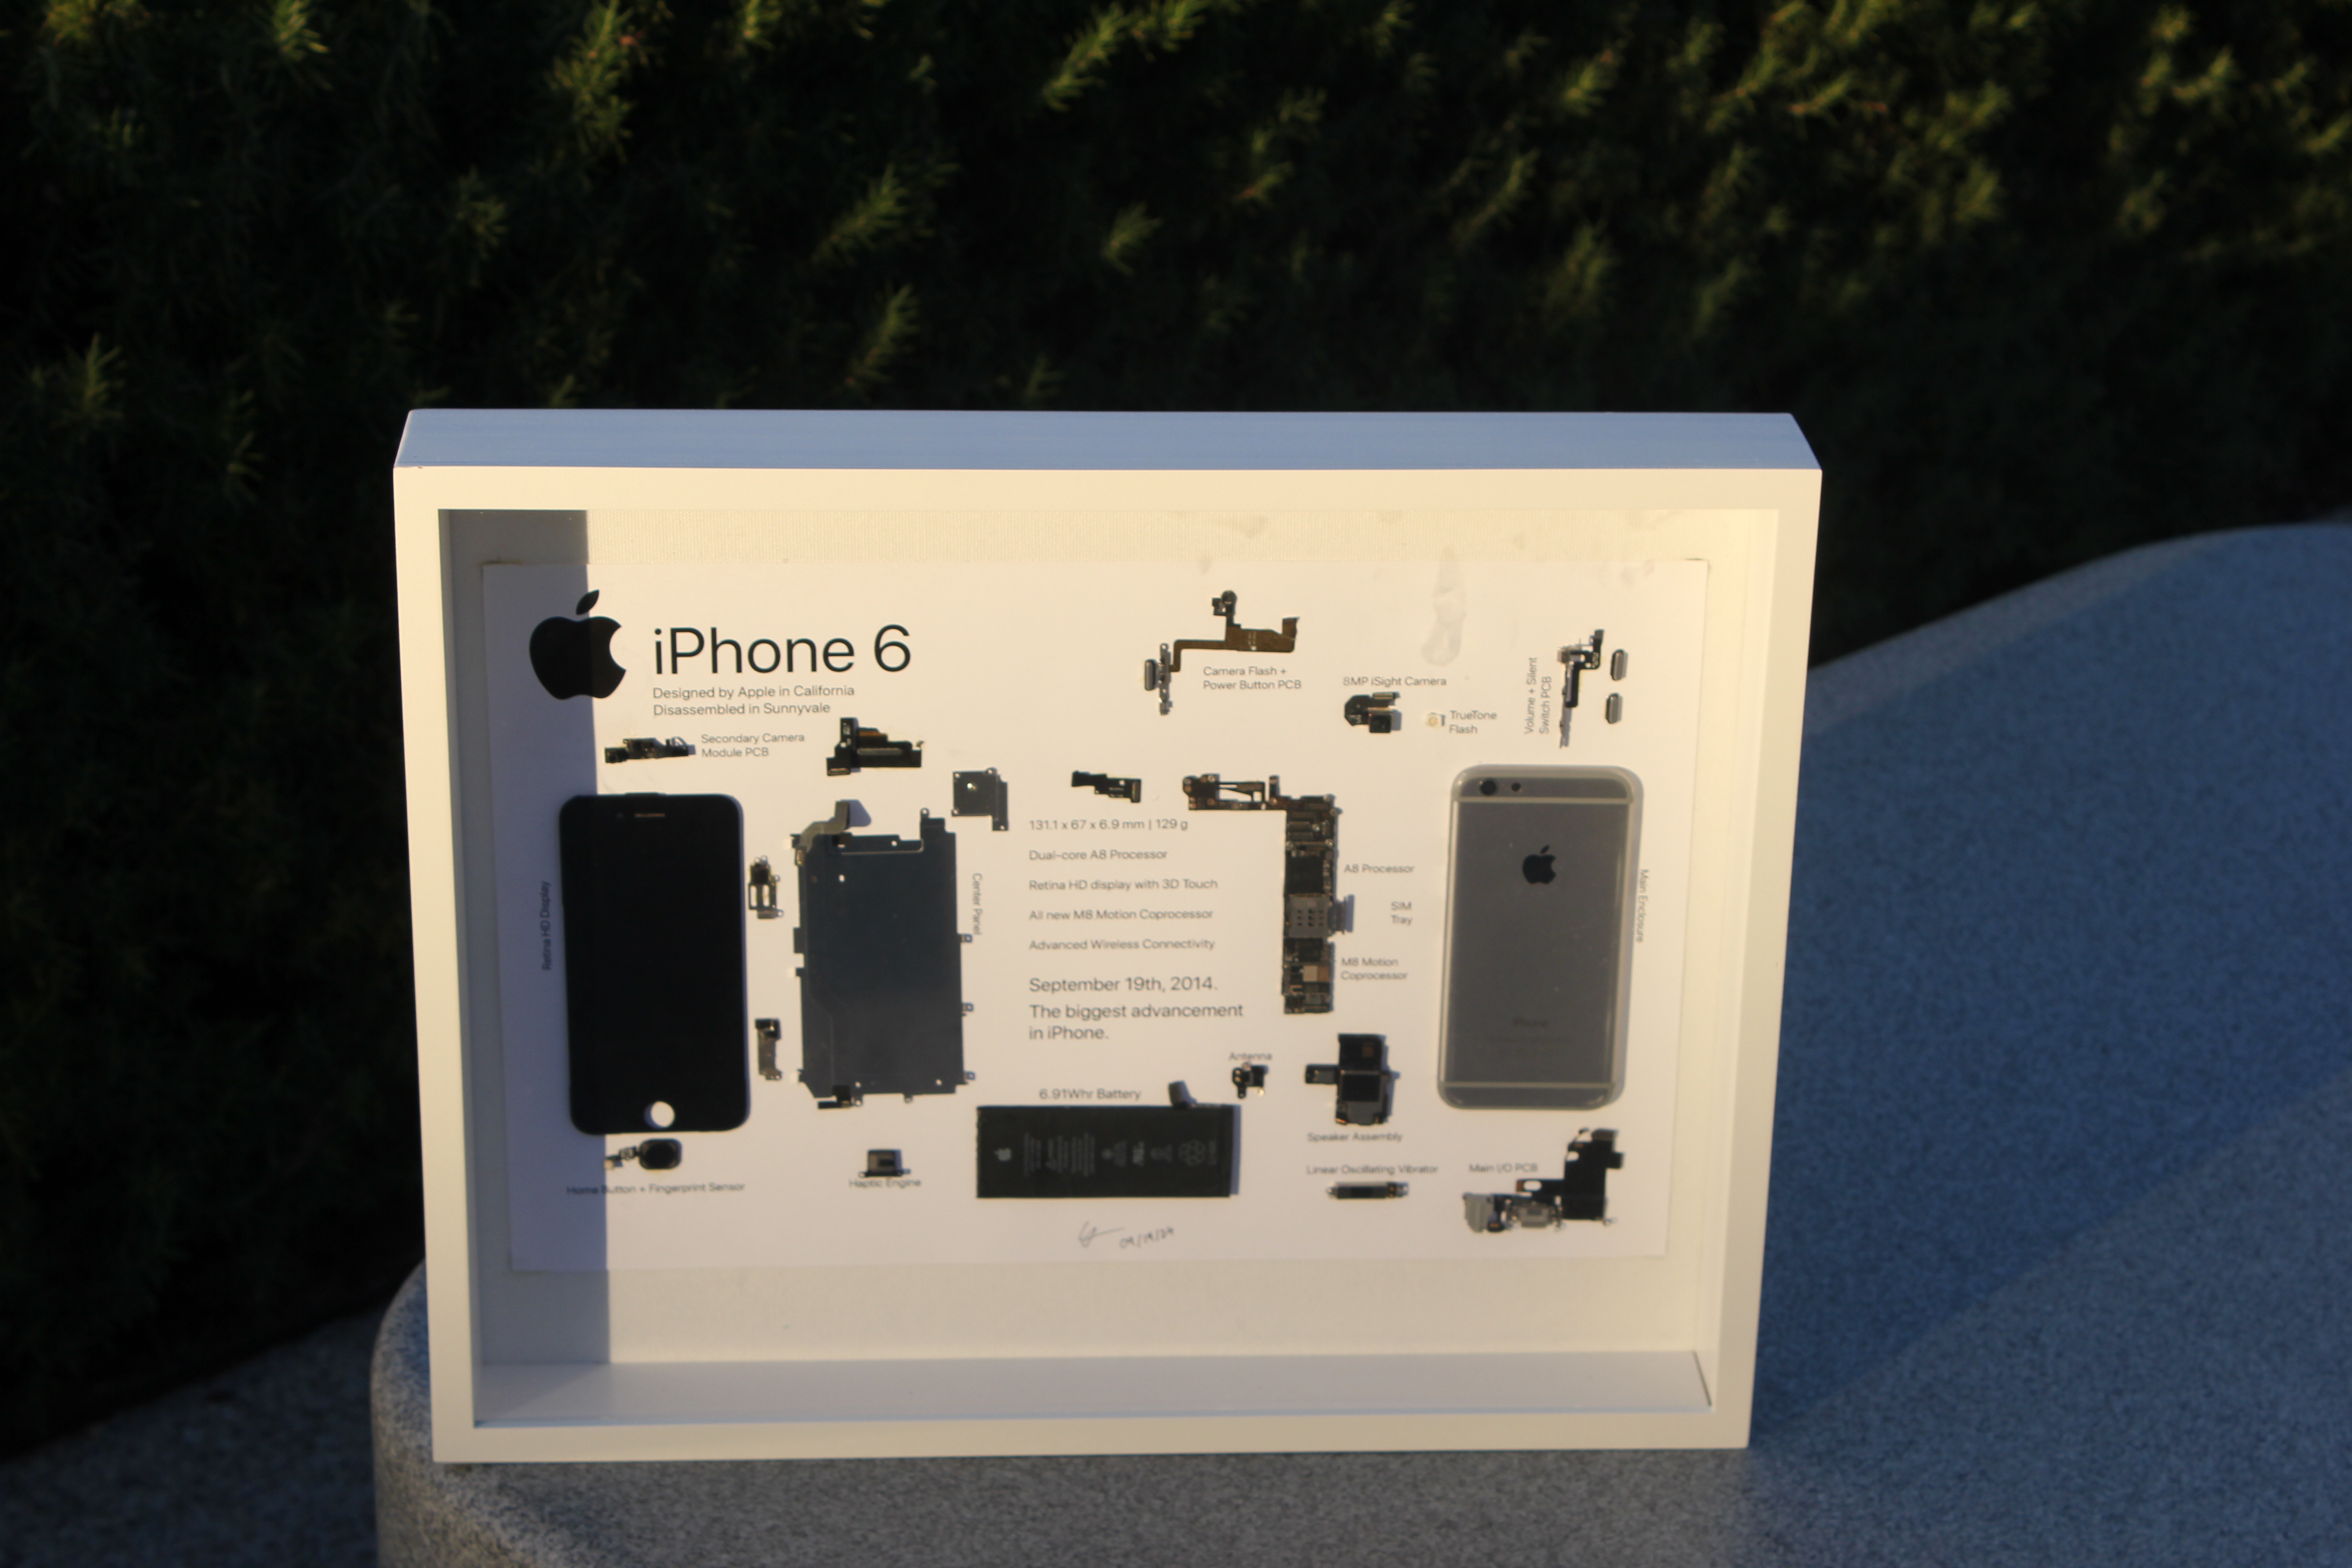 iPhone 6
Designed by Apple in California
Disassembled in Sunnyvale
Secondary Camera
Module PCB
Camera Flash +
Power Button PCB
8MP iSight Camera
TrueTone
Flash
Volume + Silent
Switch PCB
Retina HD Display
Center Panel
131.1 x 67 x 6.9 mm | 129 g
Dual-core A8 Processor
Retina HD display with 3D Touch
All new M8 Motion Coprocessor
Advanced Wireless Connectivity
September 19th, 2014.
The biggest advancement
in iPhone.
A8 Processor
SIM
Tray
M8 Motion
Coprocessor
Main Enclosure
iPhone
Antenna
6.91Whr Battery
Speaker Assembly
Home Button + Fingerprint Sensor
Haptic Engine
Linear Oscillating Vibrator
Main I/O PCB
09/19/24